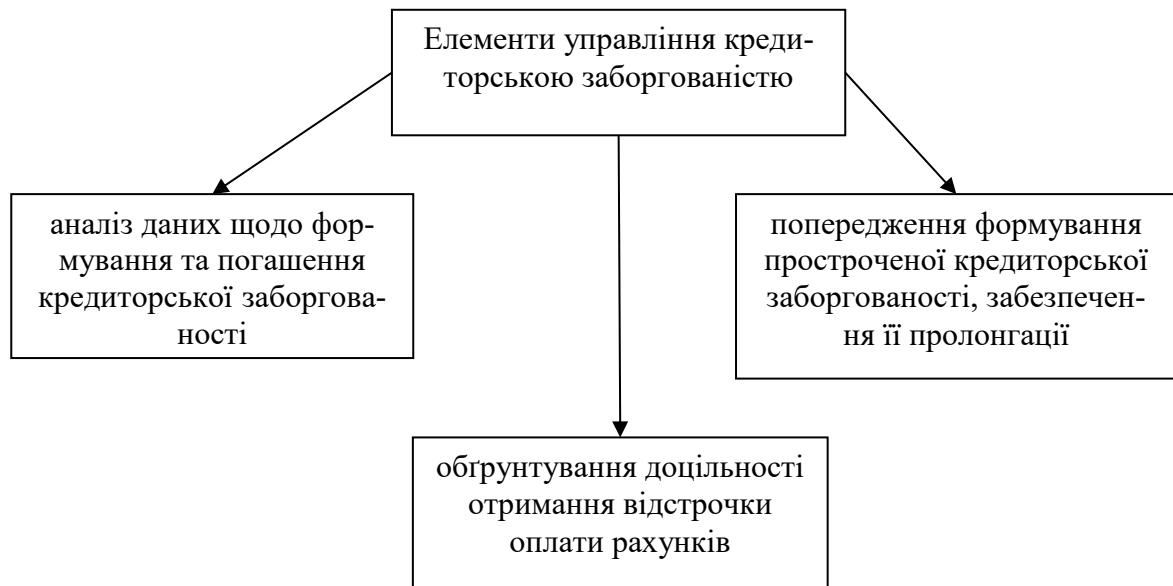 Елементи управління креди-
торською заборгованістю
аналіз даних щодо фор-
мування та погашення
кредиторської заборгова-
ності
попередження формування
простроченої кредиторської
заборгованості, забезпечен-
ня її пролонгації
обґрунтування доцільності
отримання відстрочки
оплати рахунків